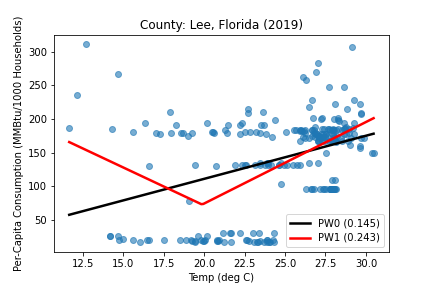 County: Lee, Florida (2019)
Per-Capita Consumption (MMBtu/1000 Households)
300
250
200
150
100
50
12.5 15.0 17.5 20.0 22.5 25.0 27.5 30.0
Temp (deg C)
PW0 (0.145)
PW1 (0.243)